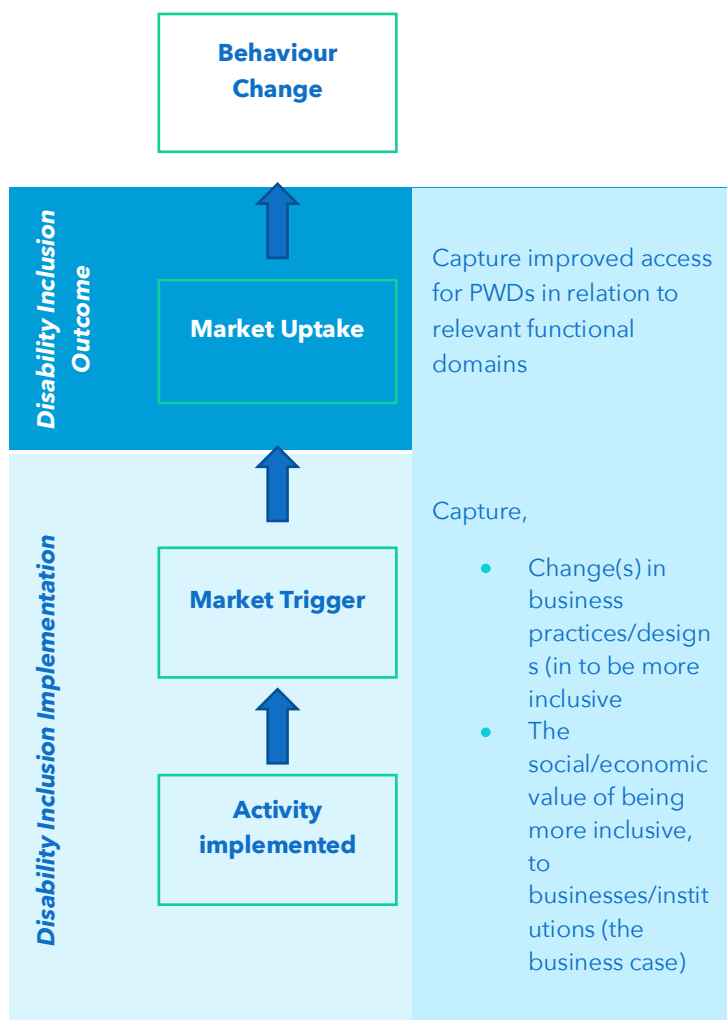 Behaviour
Change
Disability Inclusion
Outcome
Market Uptake
Capture improved access
for PWDs in relation to
relevant functional
domains
Disability Inclusion Implementation
Market Trigger
Activity
implemented
Capture,
• Change(s) in
business
practices/design
s (in to be more
inclusive
• The
social/economic
value of being
more inclusive,
to
businesses/instit
utions (the
business case)